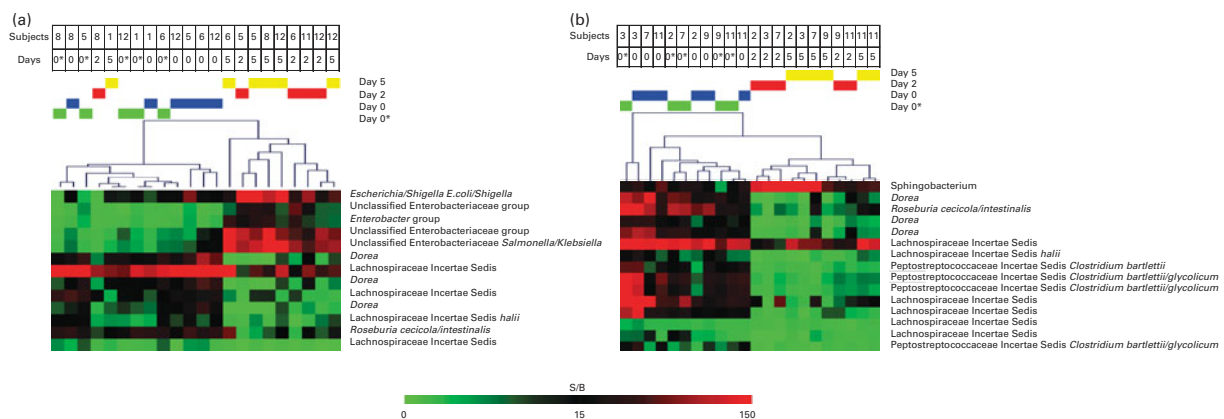 (a)
Subjects 8 8 5 8 1 12 1 1 6 12 5 6 12 6 5 5 8 12 6 11 12 12
Days 0* 0 0* 2 5 0* 0* 0 0* 0 0 0 0 5 2 5 5 5 2 2 2 5
Day 5
Day 2
Day 0
Day 0*
Escherichia/Shigella E.coli/Shigella
Unclassified Enterobacteriaceae group
Enterobacter group
Unclassified Enterobacteriaceae group
Unclassified Enterobacteriaceae Salmonella/Klebsiella
Dorea
Lachnospiraceae Incertae Sedis
Dorea
Lachnospiraceae Incertae Sedis
Dorea
Lachnospiraceae Incertae Sedis halii
Roseburia cecicola/intestinalis
Lachnospiraceae Incertae Sedis
(b)
Subjects 3 3 7 11 2 7 2 9 9 11 11 2 3 7 2 3 7 9 9 11 11 11
Days 0* 0 0 0 0* 0* 0 0 0* 0* 0 2 2 2 5 5 5 5 2 2 5 5
Day 5
Day 2
Day 0
Day 0*
Sphingobacterium
Dorea
Roseburia cecicola/intestinalis
Dorea
Dorea
Lachnospiraceae Incertae Sedis
Lachnospiraceae Incertae Sedis halii
Peptostreptococcaceae Incertae Sedis Clostridium bartlettii
Peptostreptococcaceae Incertae Sedis Clostridium bartlettii/glycolicum
Peptostreptococcaceae Incertae Sedis Clostridium bartlettii/glycolicum
Lachnospiraceae Incertae Sedis
Lachnospiraceae Incertae Sedis
Lachnospiraceae Incertae Sedis
Lachnospiraceae Incertae Sedis
Peptostreptococcaceae Incertae Sedis Clostridium bartlettii/glycolicum
S/B
0 15 150